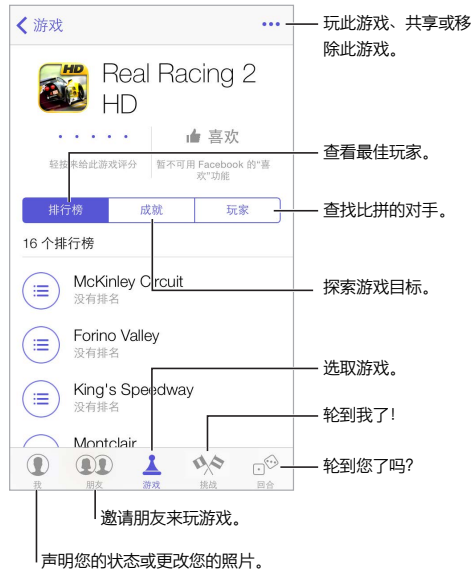 游戏
玩此游戏、共享或移
除此游戏。
HD
Real Racing 2
HD
喜欢
轻按来给此游戏评分
暂不可用 Facebook 的“喜
欢”功能
查看最佳玩家。
排行榜
成就
玩家
查找比拼的对手。
16 个排行榜
McKinley Circuit
没有排名
探索游戏目标。
Forino Valley
没有排名
选取游戏。
King's Speedway
没有排名
轮到我了!
Montclair
轮到您了吗?
我
朋友
游戏
挑战
回合
邀请朋友来玩游戏。
声明您的状态或更改您的照片。